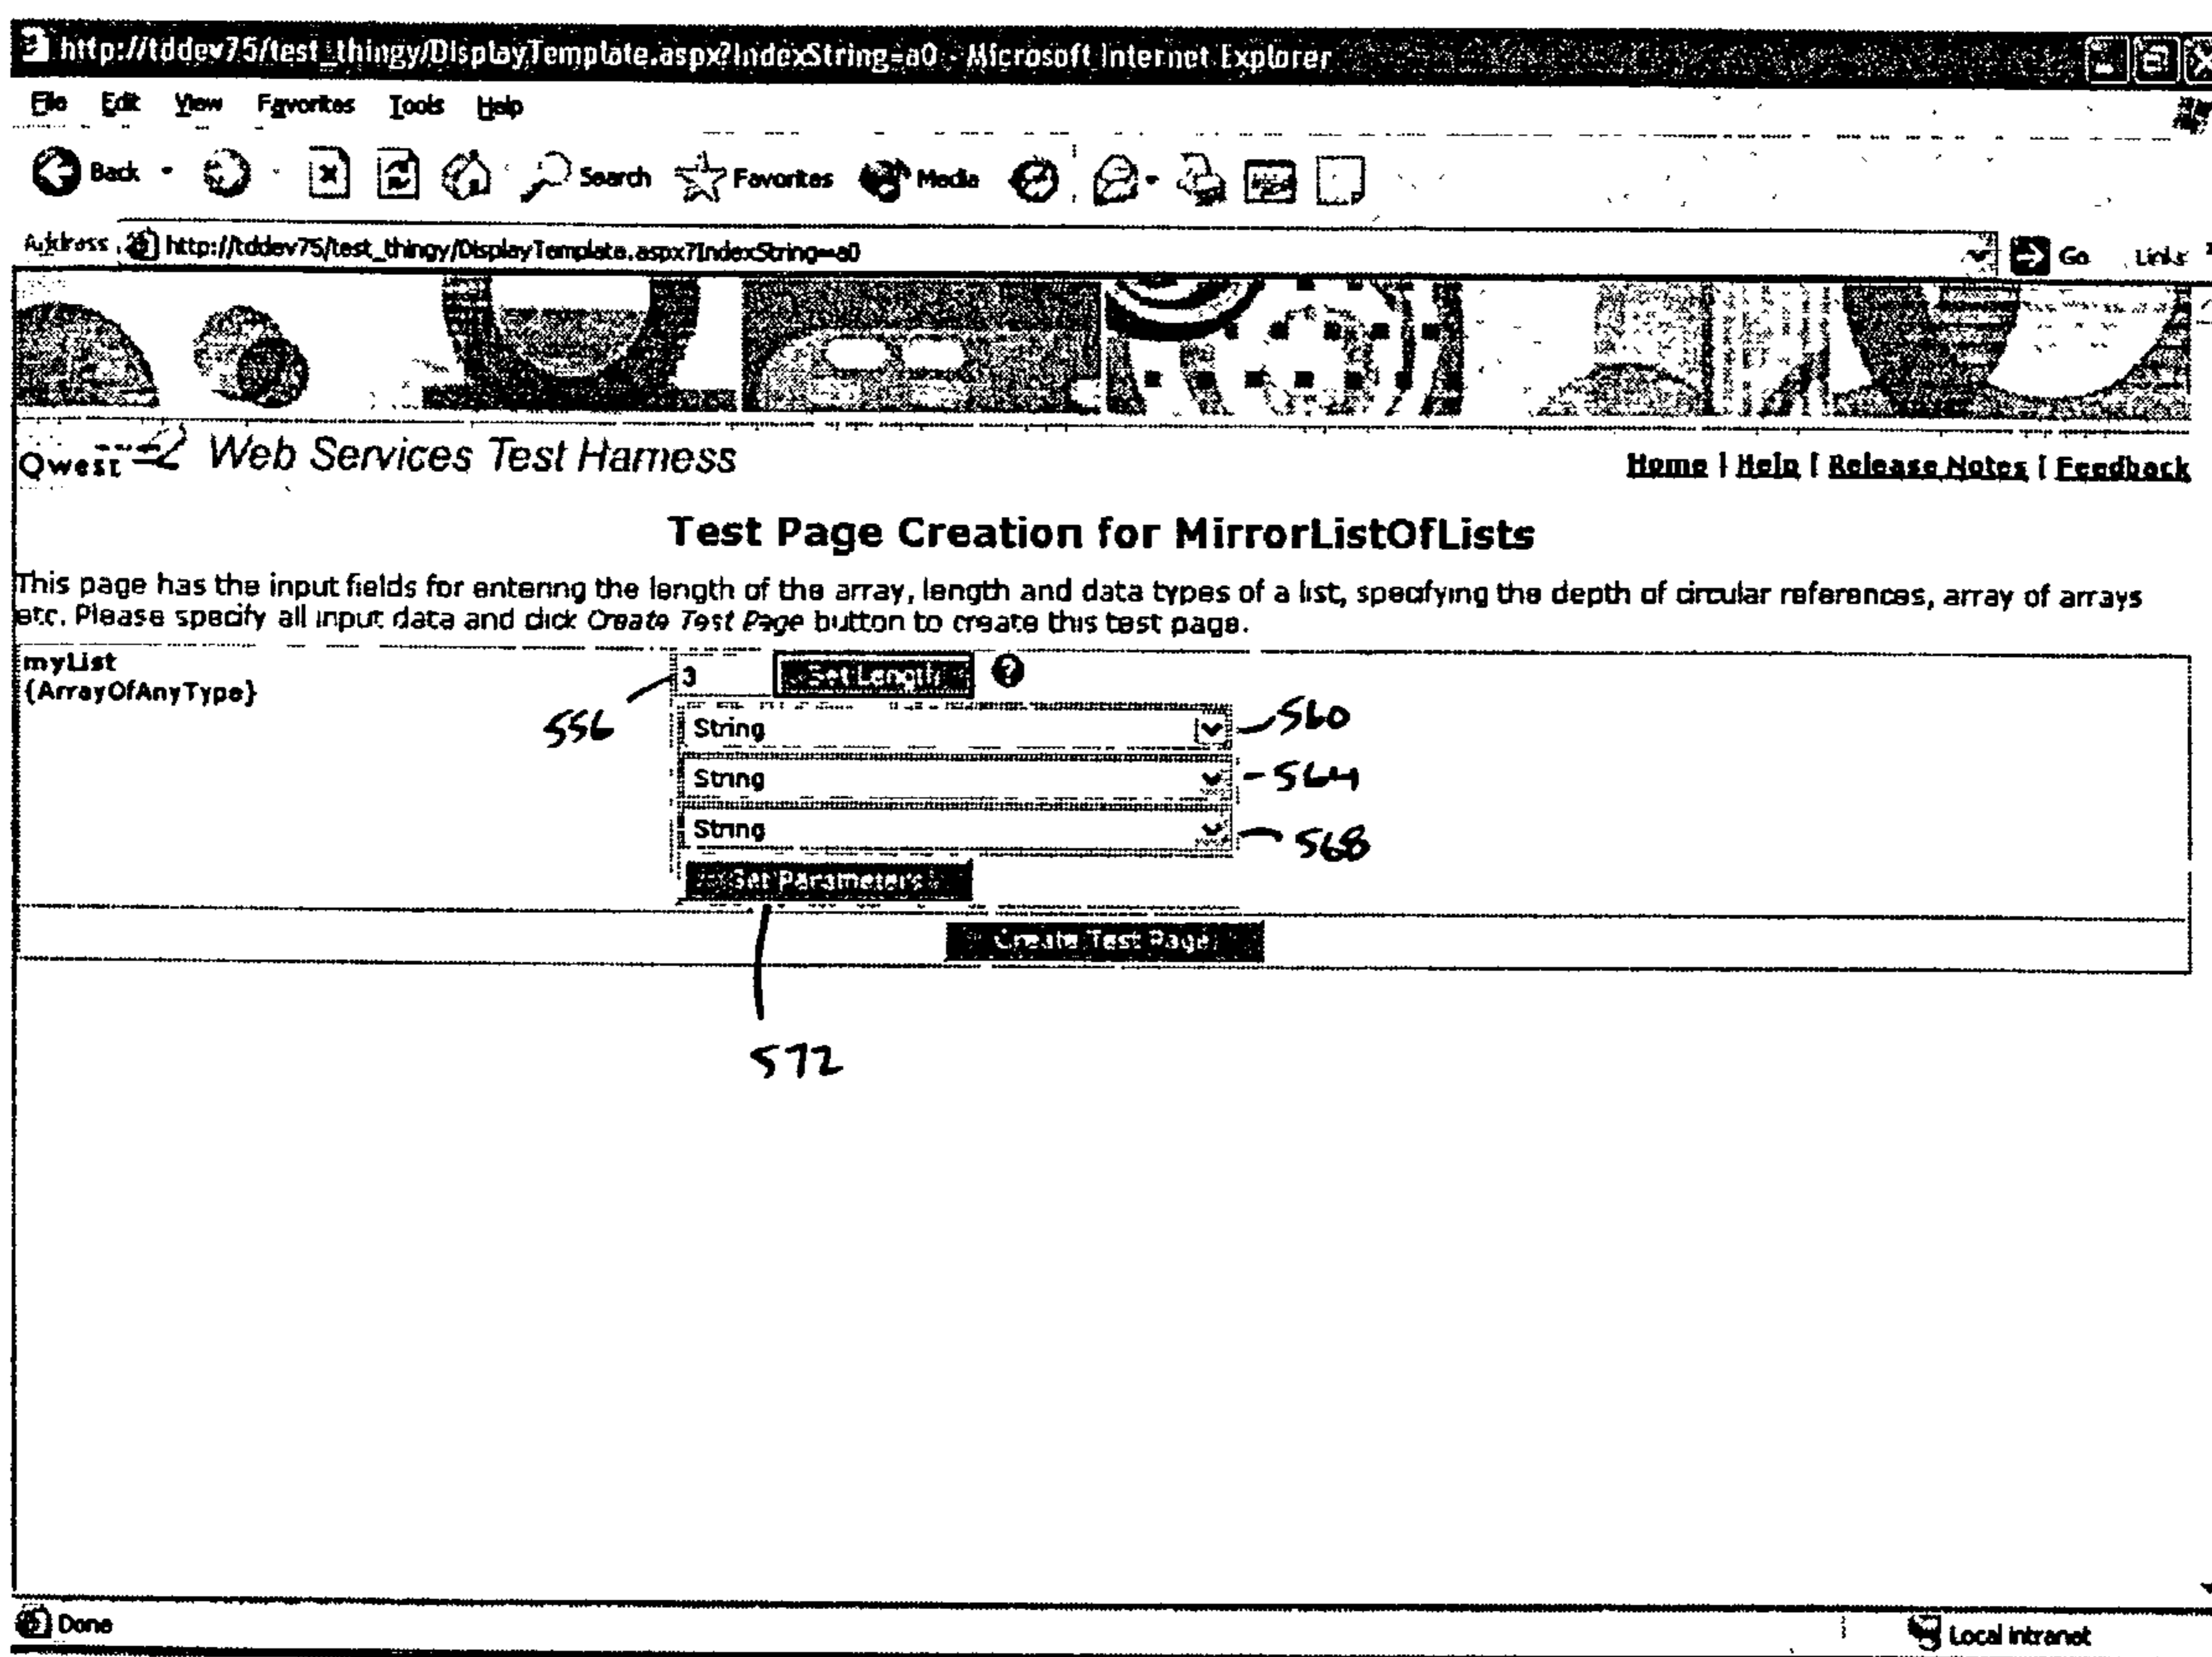 http://tddev75/test_thingy/DisplayTemplate.aspx?IndexString=a0 - Microsoft Internet Explorer
File Edit View Favorites Tools Help
Back Search Favorites Media
Address http://tddev75/test_thingy/DisplayTemplate.aspx?IndexString=a0 Go Links
Qwest Web Services Test Harness
Home | Help | Release Notes | Feedback
Test Page Creation for MirrorListOfLists
This page has the input fields for entering the length of the array, length and data types of a list, specifying the depth of circular references, array of arrays
etc. Please specify all input data and click Create Test Page button to create this test page.
myList
{ArrayOfAnyType}
3 Set Length ?
556
String 560
String 564
String 568
Set Parameters
Create Test Page
572
Done Local intranet